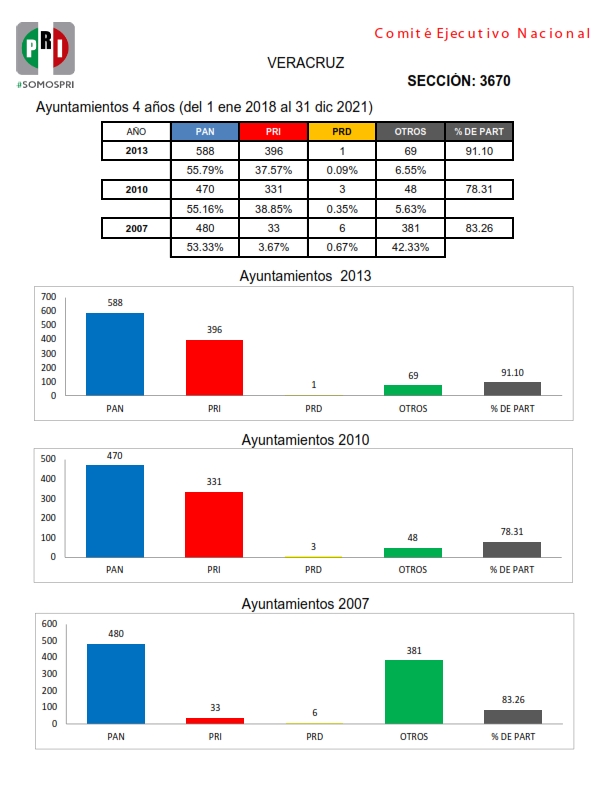 Comité Ejecutivo Nacional
PRI
#SOMOSPRI
VERACRUZ
SECCIÓN: 3670
Ayuntamientos 4 años (del 1 ene 2018 al 31 dic 2021)
AÑO PAN PRI PRD OTROS % DE PART
2013 588 396 1 69 91.10
55.79% 37.57% 0.09% 6.55%
2010 470 331 3 48 78.31
55.16% 38.85% 0.35% 5.63%
2007 480 33 6 381 83.26
53.33% 3.67% 0.67% 42.33%
Ayuntamientos 2013
700
600
500
400
300
200
100
0
588
396
1
69
91.10
PAN PRI PRD OTROS % DE PART
Ayuntamientos 2010
500
400
300
200
100
0
470
331
3
48
78.31
PAN PRI PRD OTROS % DE PART
Ayuntamientos 2007
600
500
400
300
200
100
0
480
33
6
381
83.26
PAN PRI PRD OTROS % DE PART